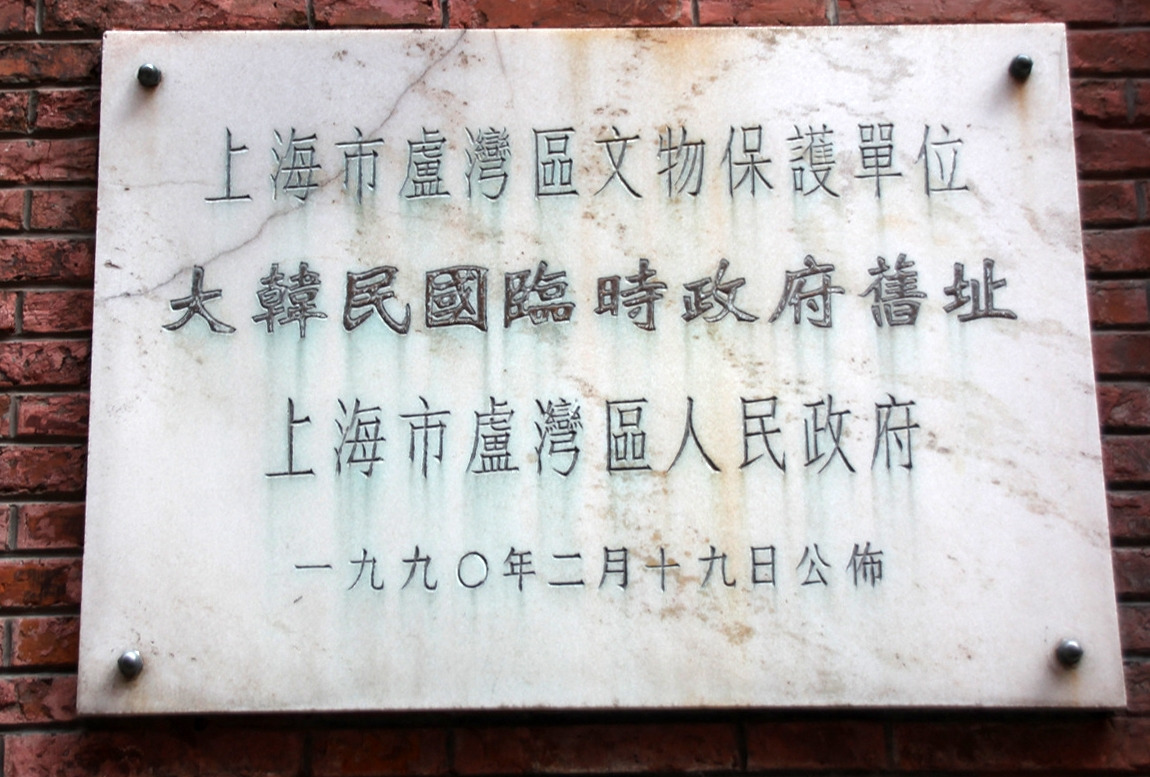 上海市盧灣區文物保護單位
大韓民國臨時政府舊址
上海市盧灣區人民政府
一九九〇年二月十九日公佈